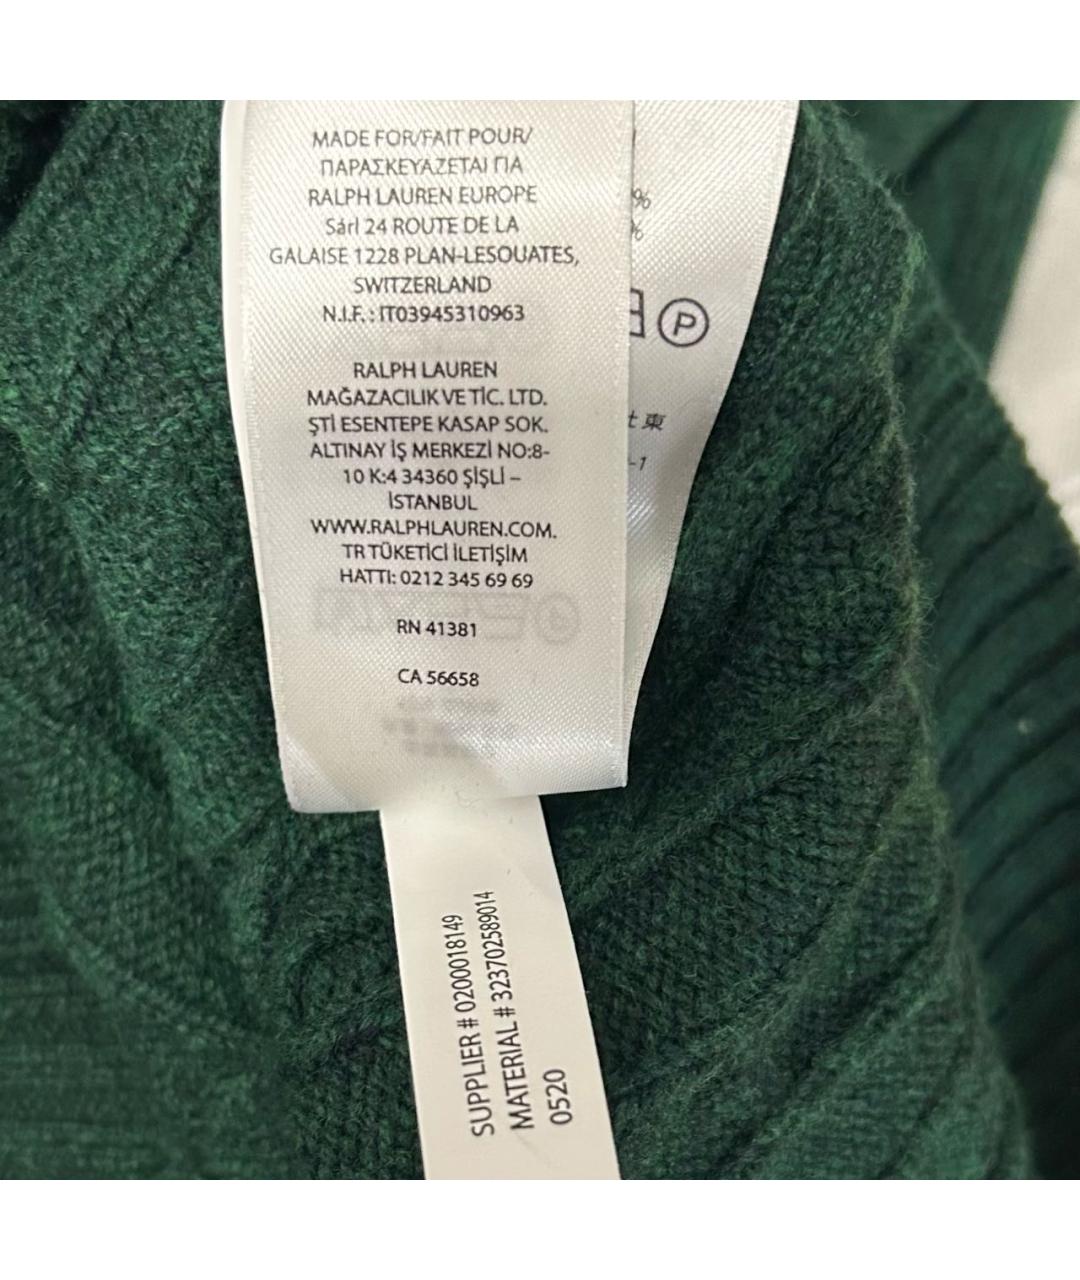 MADE FOR/FAIT POUR/
ΠΑΡΑΣΚΕΥΑΖΕΤΑΙ ΓΙΑ
RALPH LAUREN EUROPE
Sárl 24 ROUTE DE LA
GALAISE 1228 PLAN-LESOUATES,
SWITZERLAND
N.I.F. : IT03945310963
RALPH LAUREN
MAĞAZACILIK VE TİC. LTD.
ŞTİ ESENTEPE KASAP SOK.
ALTINAY İŞ MERKEZİ NO:8-
10 K:4 34360 ŞİŞLİ –
İSTANBUL
WWW.RALPHLAUREN.COM.
TR TÜKETİCİ İLETİŞİM
HATTI: 0212 345 69 69
RN 41381
CA 56658
%
%
P
東
-1
SUPPLIER # 0200018149
MATERIAL # 323702589014
0520